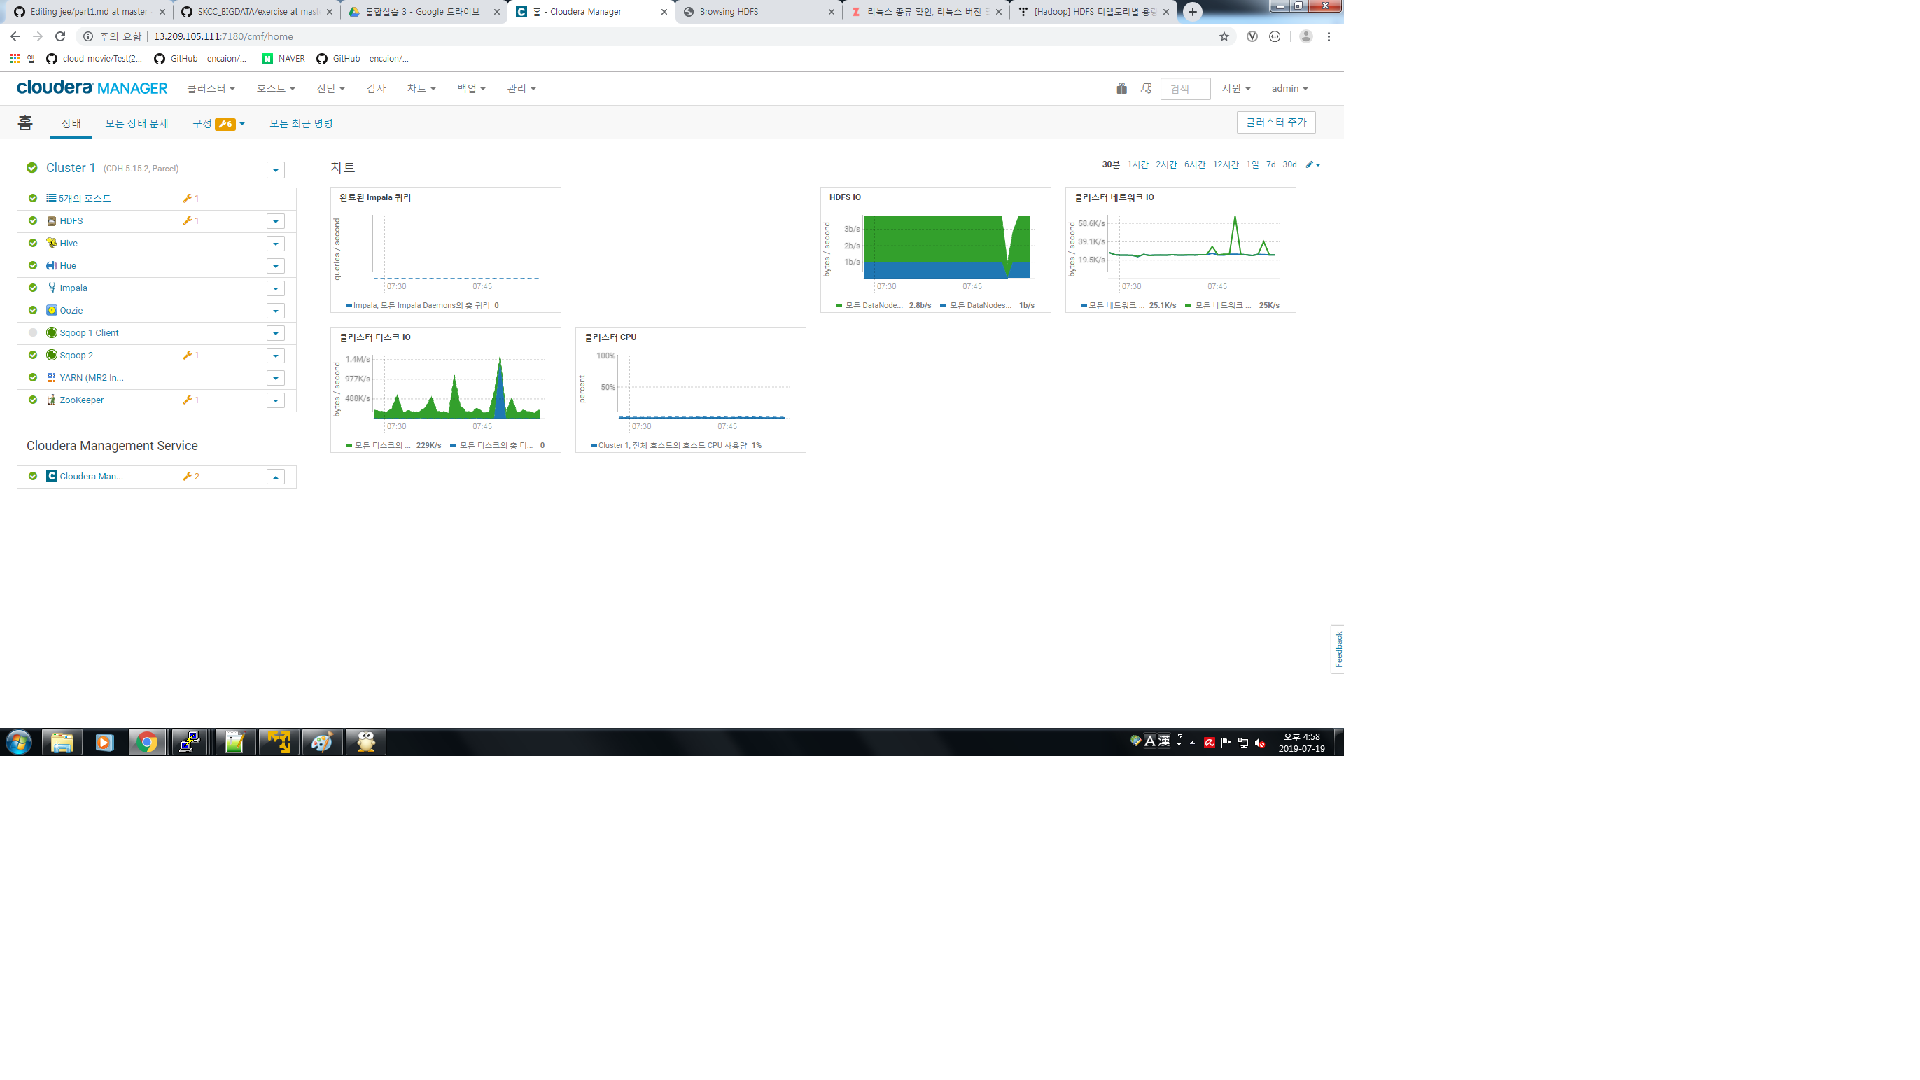 Editing jee/part1.md at master
SKCC_BIGDATA/exercise at mast
통합실습 3 - Google 드라이브
홈 - Cloudera Manager
Browsing HDFS
리눅스 종류 확인, 리눅스 버전 확
[Hadoop] HDFS 디렉토리별 용량
주의 요함 13.209.105.111:7180/cmf/home
앱
cloud_movie/Test(2...
GitHub - encaion/...
NAVER
GitHub - encaion/...
cloudera MANAGER 클러스터 호스트 진단 감사 차트 백업 관리 검색 지원 admin
홈 상태 모든 상태 문제 구성 6 모든 최근 명령 클러스터 추가
Cluster 1 (CDH 5.15.2, Parcel)
5개의 호스트 1
HDFS 1
Hive
Hue
Impala
Oozie
Sqoop 1 Client
Sqoop 2 1
YARN (MR2 In...
ZooKeeper 1
Cloudera Management Service
Cloudera Man... 2
차트
30분 1시간 2시간 6시간 12시간 1일 7d 30d
완료된 Impala 쿼리
queries / second
07:30 07:45
Impala, 모든 Impala Daemons의 총 쿼리 0
HDFS IO
bytes / second
3b/s
2b/s
1b/s
07:30 07:45
모든 DataNode... 2.8b/s 모든 DataNodes... 1b/s
클러스터 네트워크 IO
bytes / second
58.6K/s
39.1K/s
19.5K/s
07:30 07:45
모든 네트워크 ... 25.1K/s 모든 네트워크 ... 25K/s
클러스터 디스크 IO
bytes / second
1.4M/s
977K/s
488K/s
07:30 07:45
모든 디스크의 ... 229K/s 모든 디스크의 총 디... 0
클러스터 CPU
percent
100%
50%
07:30 07:45
Cluster 1, 전체 호스트의 호스트 CPU 사용량 1%
Feedback
A 漢
오후 4:58
2019-07-19